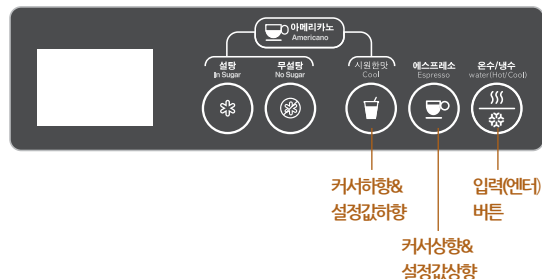 아메리카노
Americano
설탕
In Sugar
무설탕
No Sugar
시원한맛
Cool
에스프레소
Espresso
온수/냉수
water(Hot/Cool)
커서하향&
설정값하향
입력(엔터)
버튼
커서상향&
설정값상향